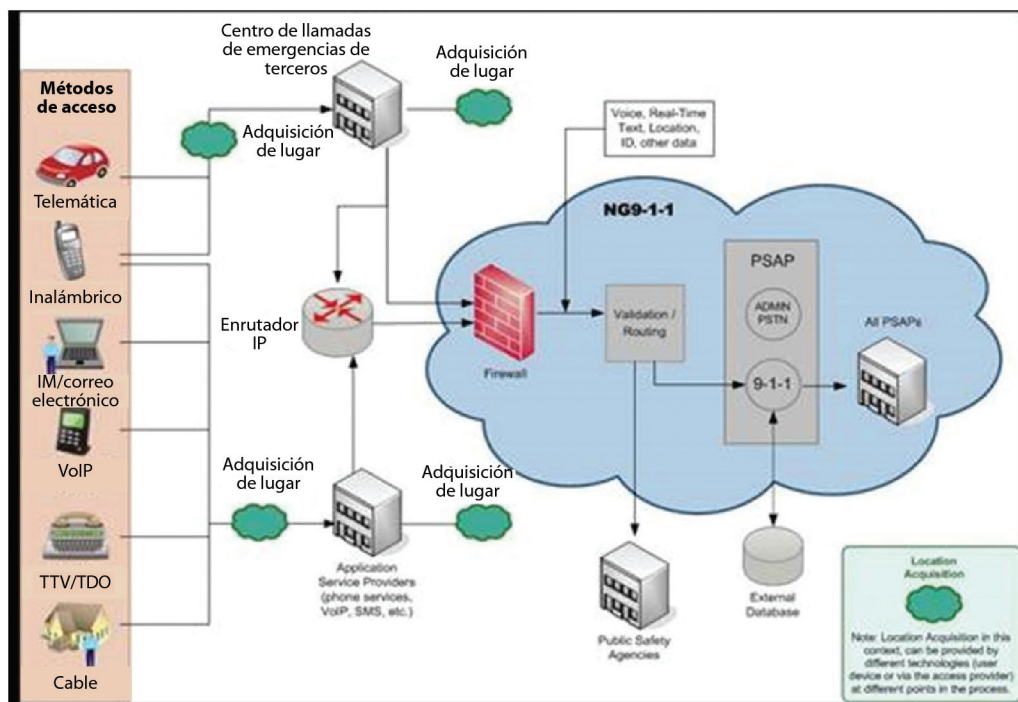 Métodos
de acceso
Telemática
Inalámbrico
IM/correo
electrónico
VoIP
TTV/TDO
Cable
Centro de llamadas
de emergencias de
terceros
Adquisición
de lugar
Adquisición
de lugar
Enrutador
IP
Adquisición
de lugar
Adquisición
de lugar
Application
Service Providers
(phone services,
VoIP, SMS, etc.)
Voice, Real-Time
Text, Location,
ID, other data
NG9-1-1
Firewall
Validation /
Routing
PSAP
ADMIN
PSTN
9-1-1
All PSAPs
Public Safety
Agencies
External
Database
Location
Acquisition
Note: Location Acquisition in this
context, can be provided by
different technologies (user
device or via the access provider)
at different points in the process.